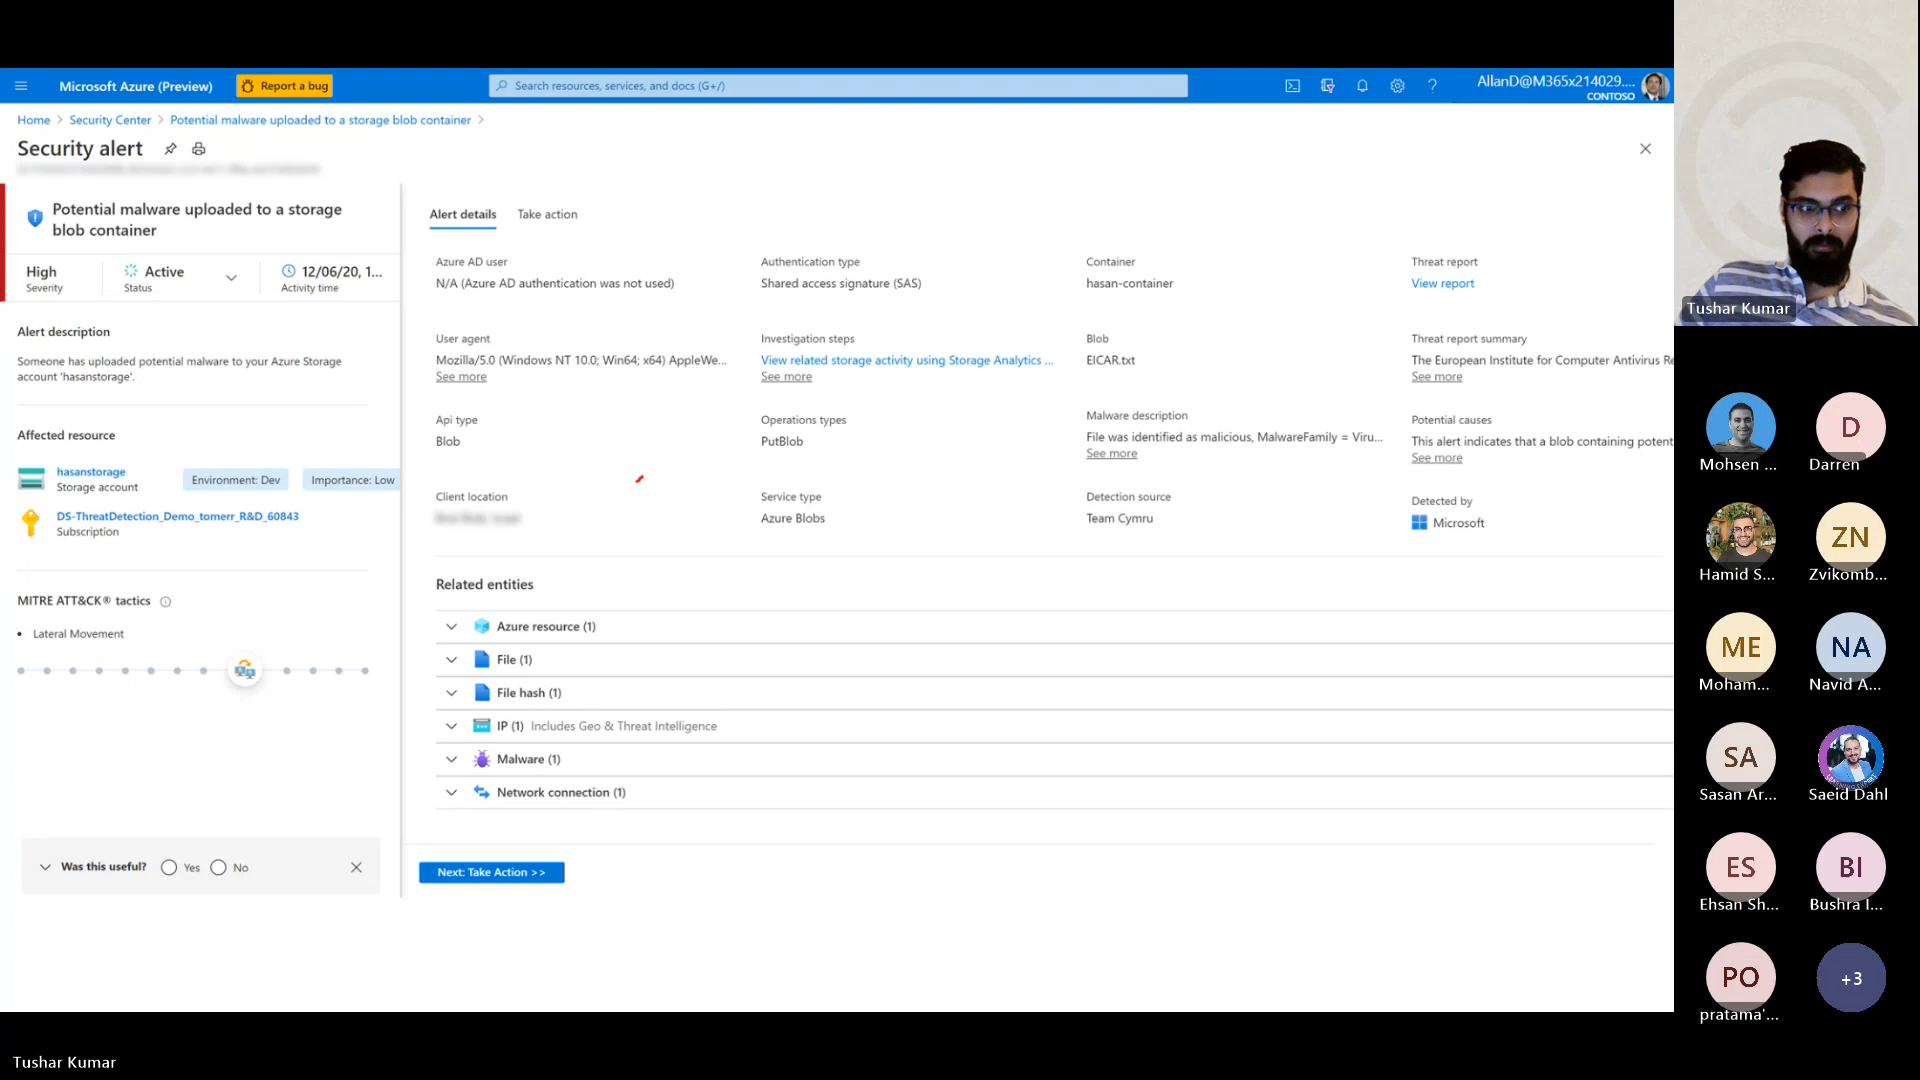 Microsoft Azure (Preview)
Report a bug
Search resources, services, and docs (G+/)
AllanD@M365x214029....
CONTOSO
Home > Security Center > Potential malware uploaded to a storage blob container >
Security alert
Potential malware uploaded to a storage
blob container
High
Severity
Active
Status
12/06/20, 1...
Activity time
Alert description
Someone has uploaded potential malware to your Azure Storage
account 'hasanstorage'.
Affected resource
hasanstorage
Storage account
Environment: Dev
Importance: Low
DS-ThreatDetection_Demo_tomerr_R&D_60843
Subscription
MITRE ATT&CK® tactics
• Lateral Movement
Was this useful? Yes No
Alert details Take action
Azure AD user
N/A (Azure AD authentication was not used)
Authentication type
Shared access signature (SAS)
Container
hasan-container
Threat report
View report
User agent
Mozilla/5.0 (Windows NT 10.0; Win64; x64) AppleWe...
See more
Investigation steps
View related storage activity using Storage Analytics ...
See more
Blob
EICAR.txt
Threat report summary
The European Institute for Computer Antivirus Re
See more
Api type
Blob
Operations types
PutBlob
Malware description
File was identified as malicious, MalwareFamily = Viru...
See more
Potential causes
This alert indicates that a blob containing potent
See more
Client location
Service type
Azure Blobs
Detection source
Team Cymru
Detected by
Microsoft
Related entities
Azure resource (1)
File (1)
File hash (1)
IP (1) Includes Geo & Threat Intelligence
Malware (1)
Network connection (1)
Next: Take Action >>
Tushar Kumar
Mohsen ...
D
Darren
Hamid S...
ZN
Zvikomb...
ME
Moham...
NA
Navid A...
SA
Sasan Ar...
Saeid Dahl
ES
Ehsan Sh...
BI
Bushra I...
PO
pratama'...
+3
Tushar Kumar